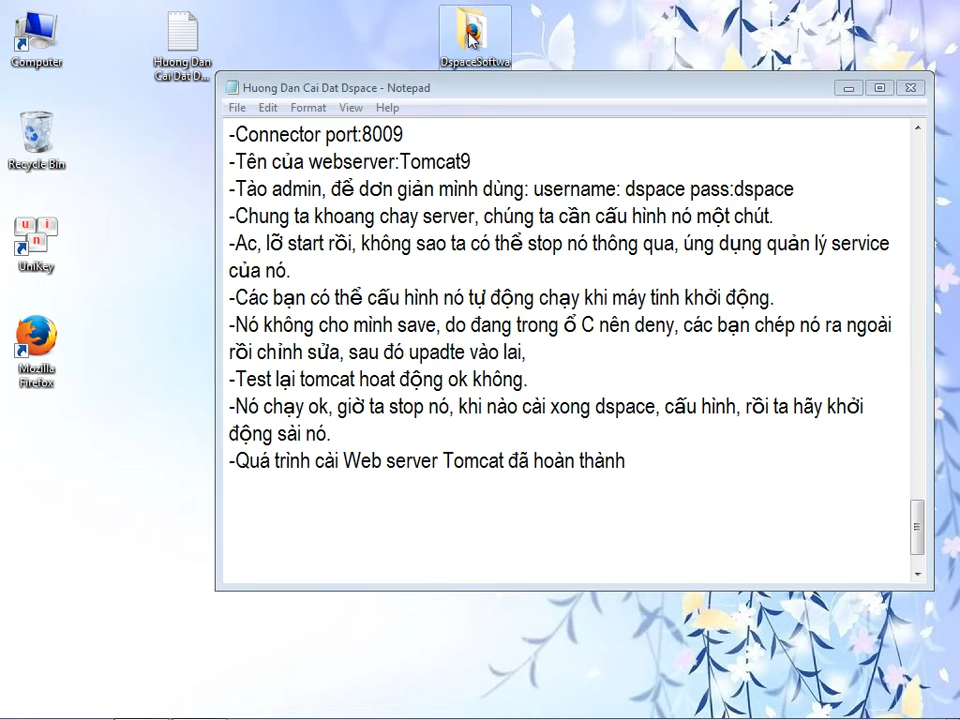 Computer
Huong Dan
Cai Dat D...
DspaceSoftwa
Recycle Bin
UniKey
Mozilla
Firefox
Huong Dan Cai Dat Dspace - Notepad
File Edit Format View Help
-Connector port:8009
-Tên của webserver:Tomcat9
-Tào admin, để dơn giản mình dùng: username: dspace pass:dspace
-Chung ta khoang chay server, chúng ta cần cấu hình nó một chút.
-Ac, lỡ start rồi, không sao ta có thể stop nó thông qua, úng dụng quản lý service
của nó.
-Các bạn có thể cấu hình nó tự động chạy khi máy tinh khởi động.
-Nó không cho mình save, do đang trong ổ C nên deny, các bạn chép nó ra ngoài
rồi chỉnh sửa, sau đó upadte vào lai,
-Test lại tomcat hoat động ok không.
-Nó chạy ok, giờ ta stop nó, khi nào cài xong dspace, cấu hình, rồi ta hãy khởi
động sài nó.
-Quá trình cài Web server Tomcat đã hoàn thành